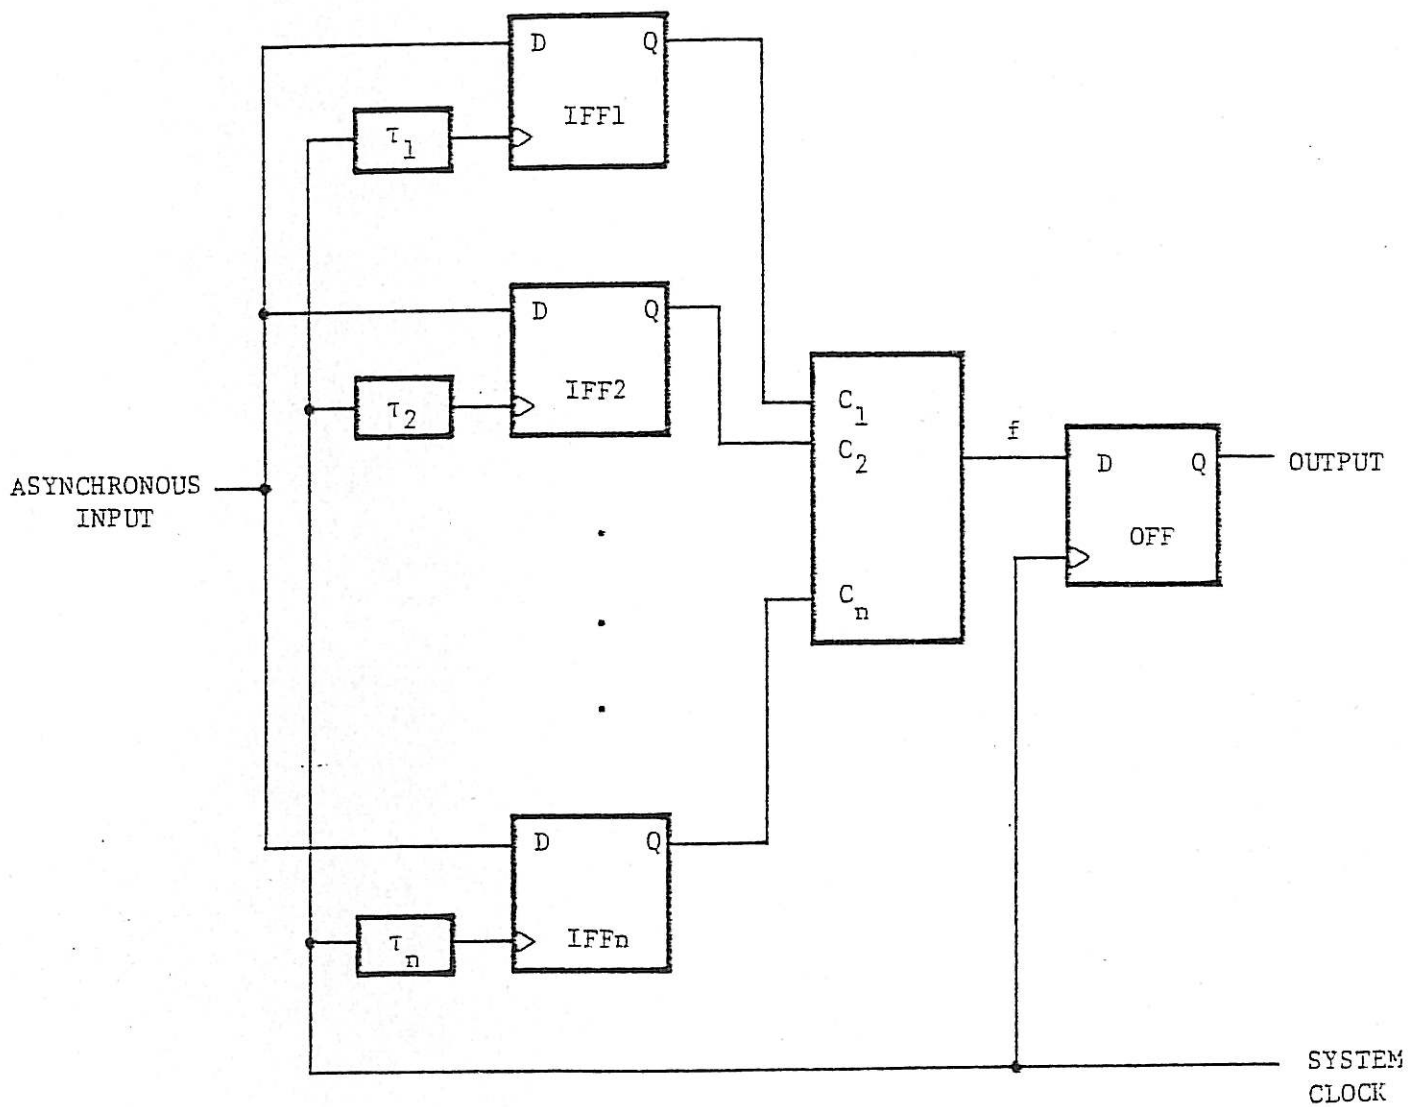 D Q
IFF1
τ1
D Q
IFF2
τ2
C1
C2
Cn
f
D Q
OFF
OUTPUT
ASYNCHRONOUS
INPUT
D Q
IFFn
τn
SYSTEM
CLOCK